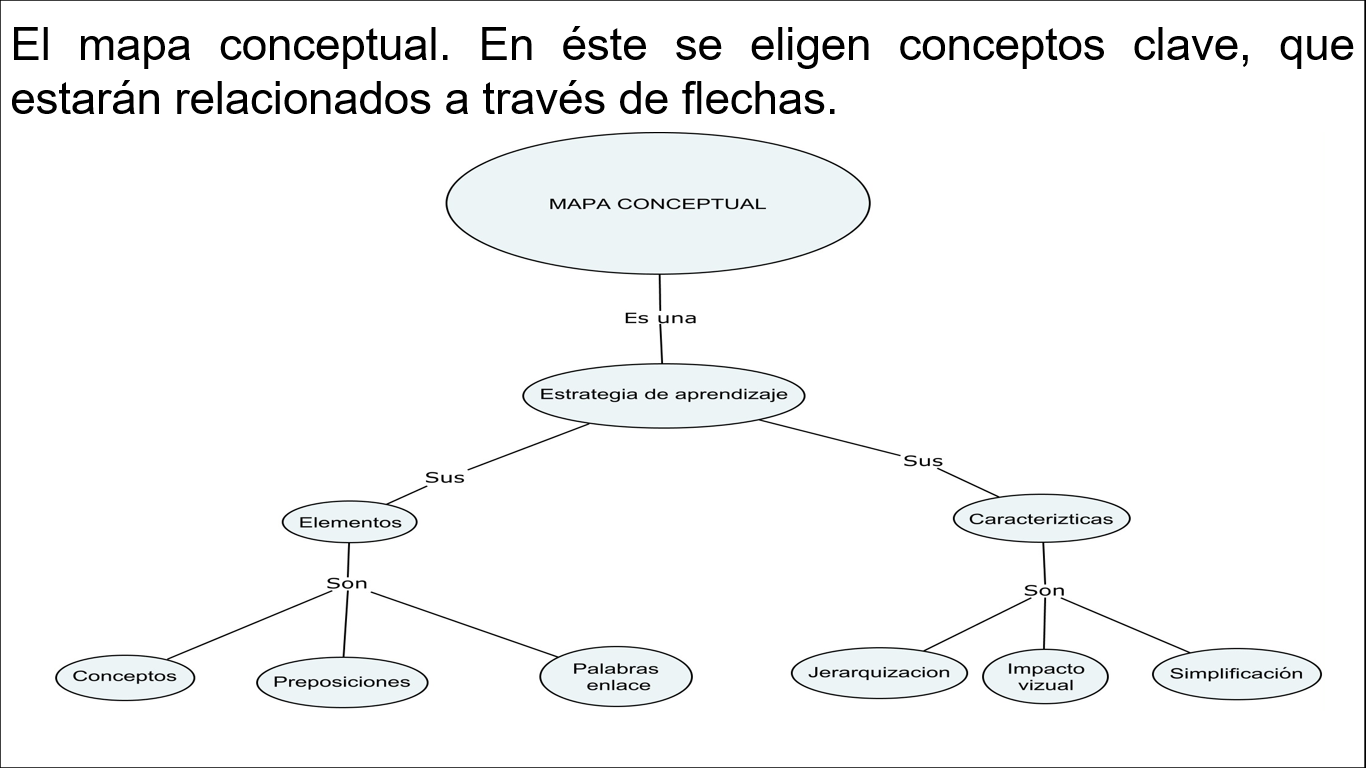 El mapa conceptual. En éste se eligen conceptos clave, que
estarán relacionados a través de flechas.
MAPA CONCEPTUAL
Es una
Estrategia de aprendizaje
Sus
Sus
Elementos
Caracterizticas
Son
Son
Conceptos
Preposiciones
Palabras
enlace
Jerarquizacion
Impacto
vizual
Simplificación